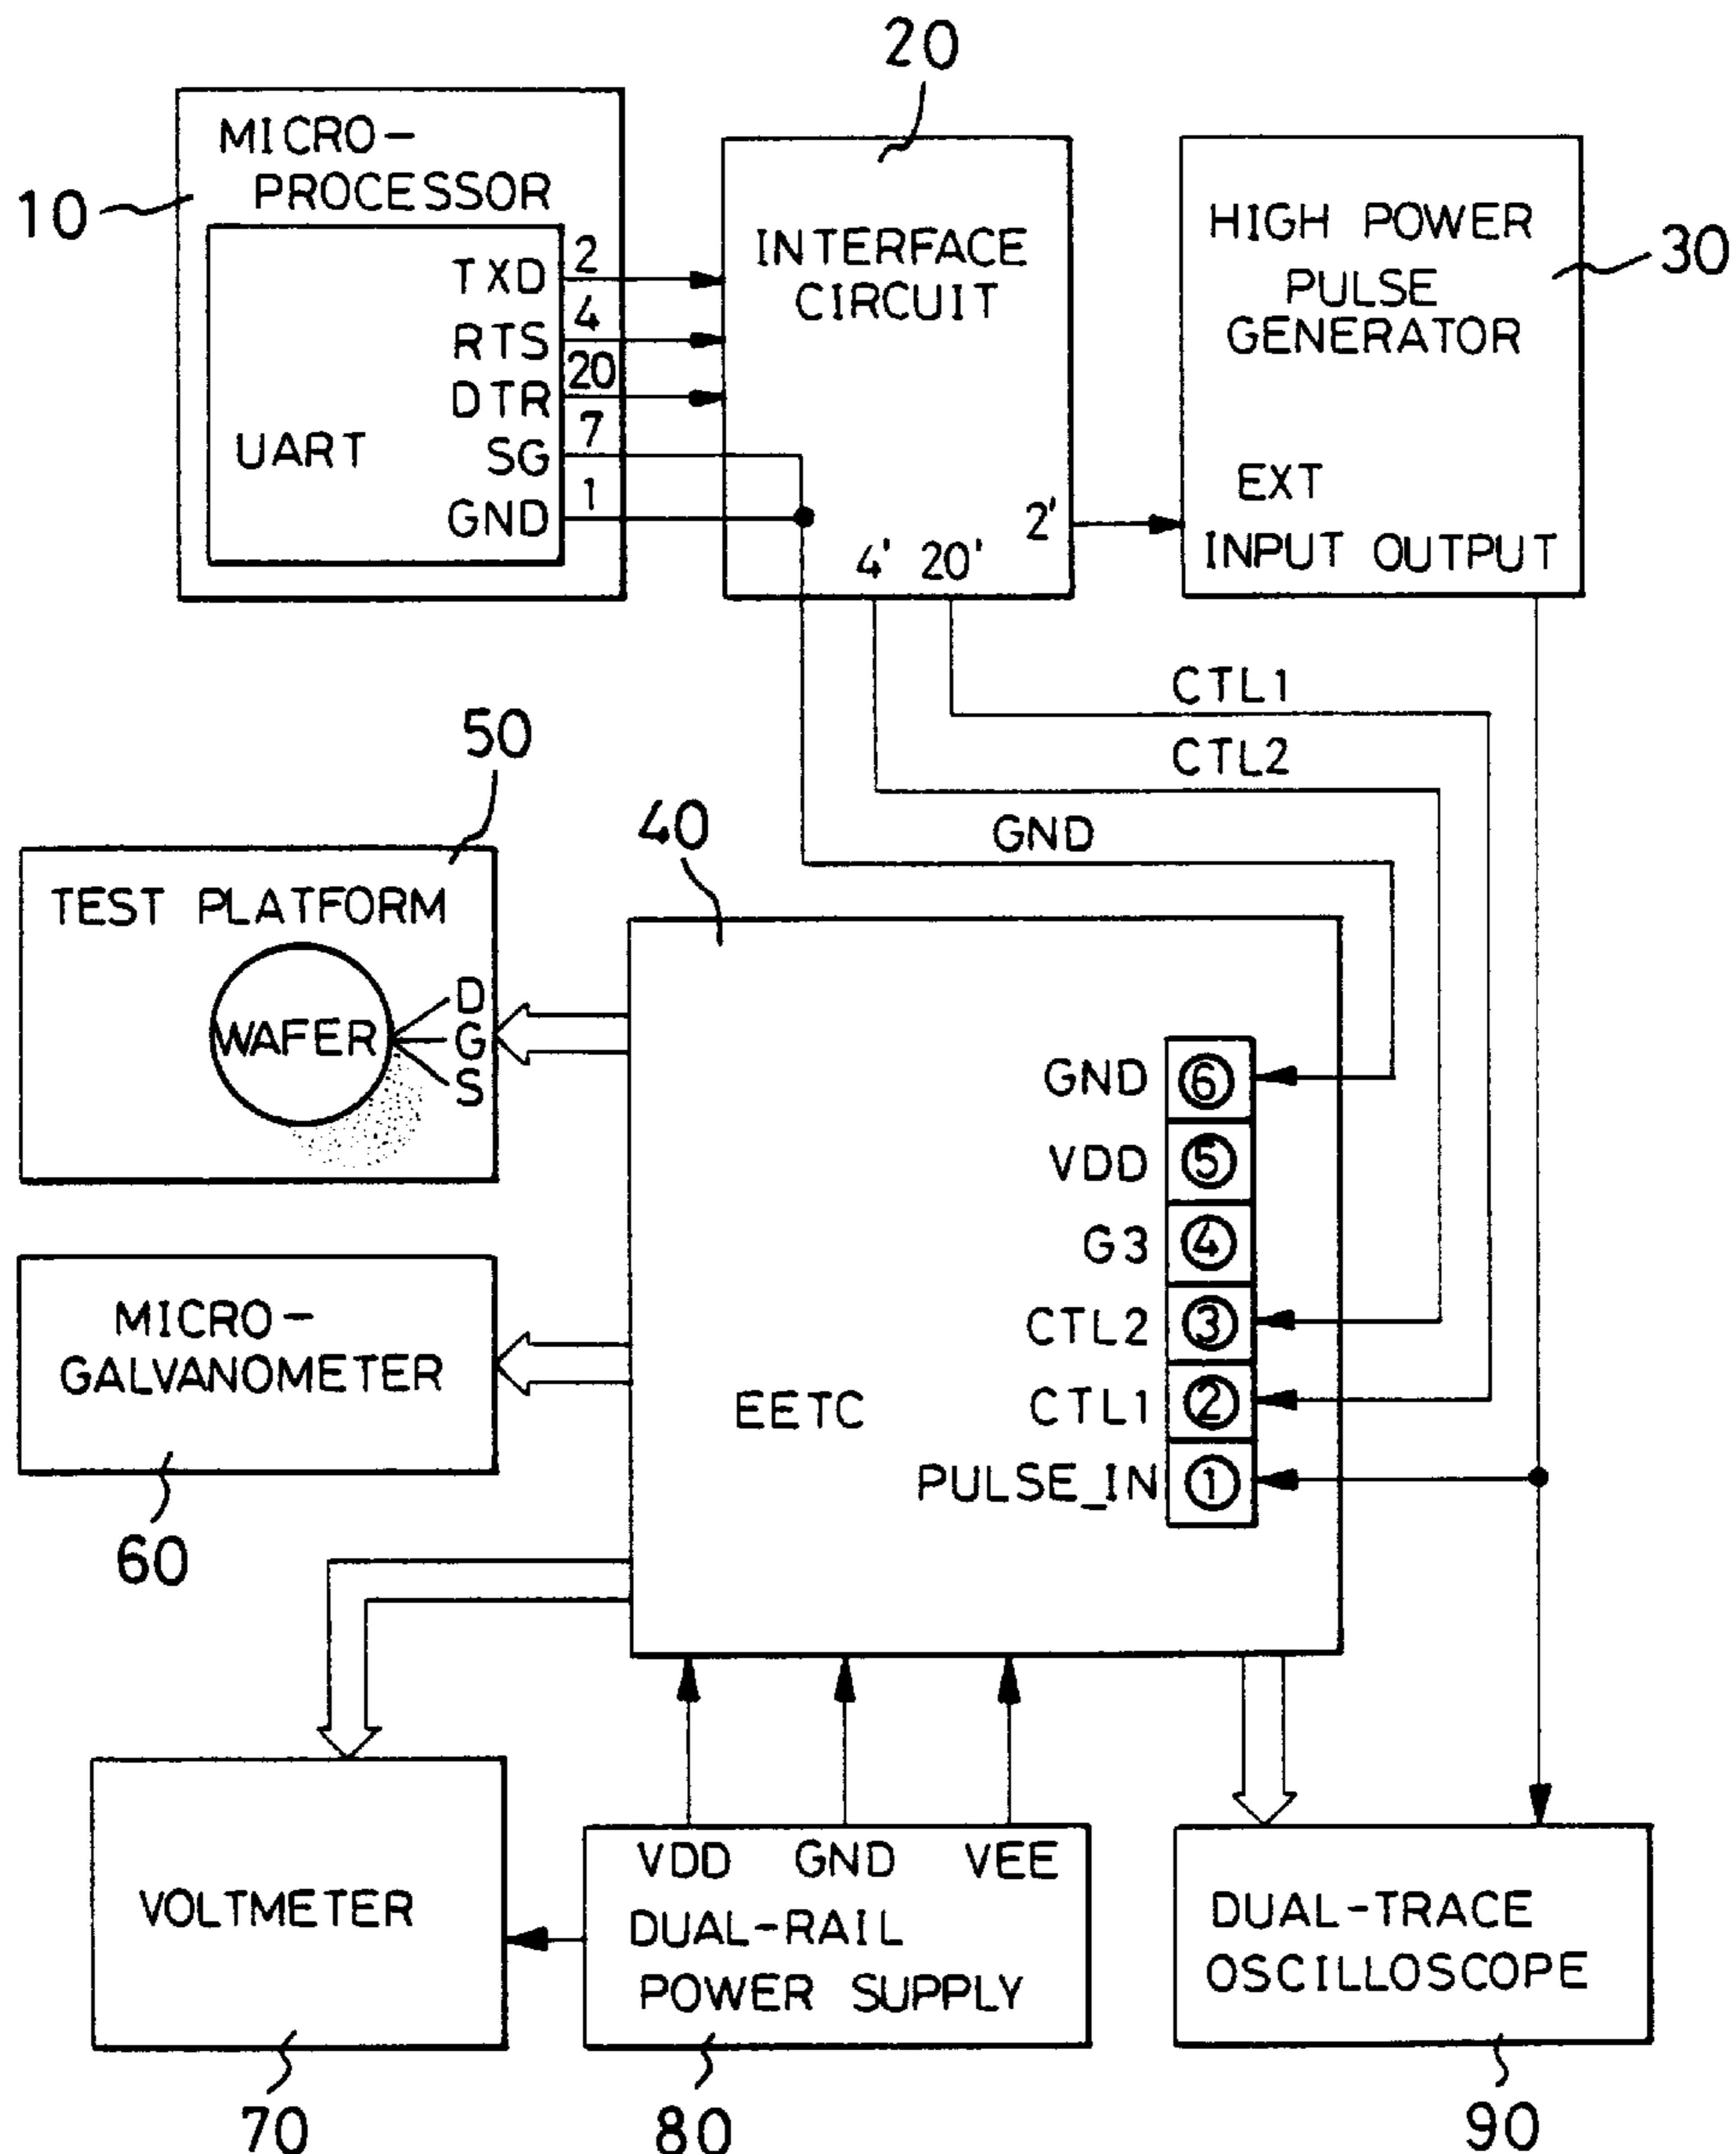 20
MICRO-
PROCESSOR
10
TXD 2
RTS 4
DTR 20
SG 7
GND 1
UART
INTERFACE
CIRCUIT
2'
4' 20'
HIGH POWER
PULSE
GENERATOR
30
EXT
INPUT OUTPUT
CTL1
CTL2
GND
50
TEST PLATFORM
WAFER
D
G
S
40
GND ⑥
VDD ⑤
G3 ④
CTL2 ③
CTL1 ②
PULSE_IN ①
EETC
MICRO-
GALVANOMETER
60
VOLTMETER
70
VDD GND VEE
DUAL-RAIL
POWER SUPPLY
80
DUAL-TRACE
OSCILLOSCOPE
90